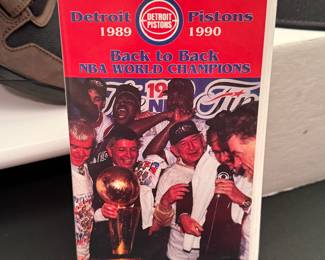 Detroit Pistons
DETROIT
PISTONS
1989 1990
Back to Back
NBA WORLD CHAMPIONS